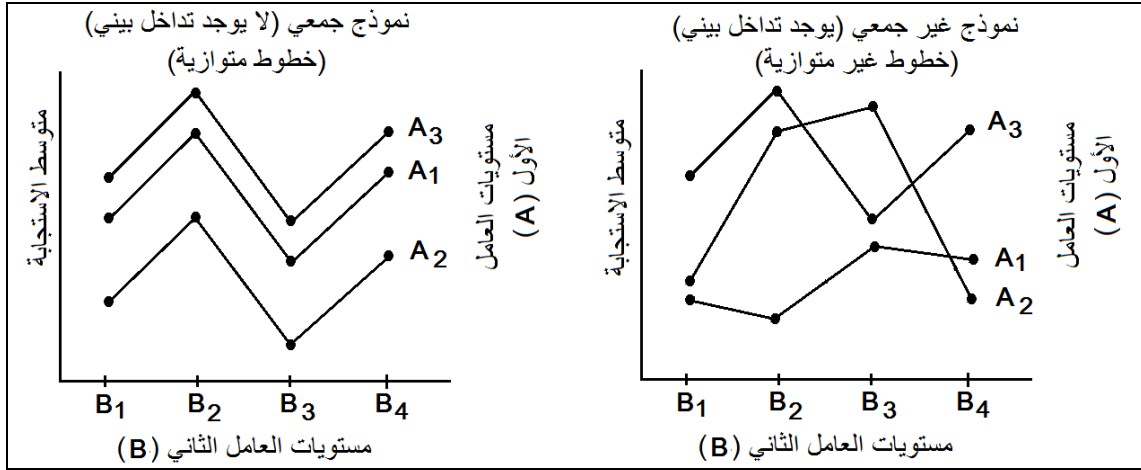 نموذج جمعي (لا يوجد تداخل بيني)
(خطوط متوازية)
متوسط الاستجابة
A3
A1
A2
مستويات العامل
الأول (A)
B1 B2 B3 B4
مستويات العامل الثاني (B)
نموذج غير جمعي (يوجد تداخل بيني)
(خطوط غير متوازية)
متوسط الاستجابة
A3
A1
A2
مستويات العامل
الأول (A)
B1 B2 B3 B4
مستويات العامل الثاني (B)